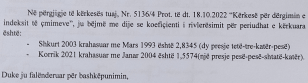 Në përgjigje të kërkesës tuaj, Nr. 5136/4 Prot. të dt. 18.10.2022 “Kërkesë për dërgimin e
indeksit të çmimeve”, ju bëjmë me dije se koeficienti i rivlerësimit për periudhat e kërkuara
është:
- Shkurt 2003 krahasuar me Mars 1993 është 2,8345 (dy presje tetë-tre-katër-pesë)
- Korrik 2021 krahasuar me Janar 2004 është 1,5574(një presje pesë-pesë-shtatë-katër).
Duke ju falënderuar për bashkëpunimin,